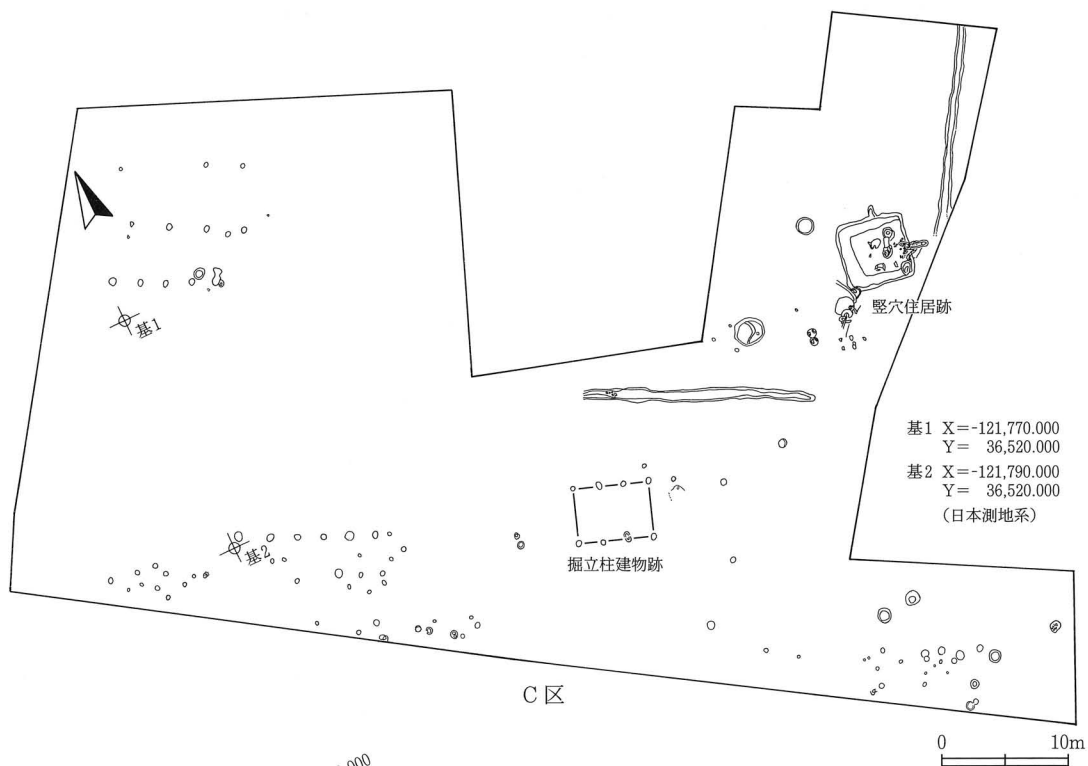 基1
竪穴住居跡
基1 X=-121,770.000
Y= 36,520.000
基2 X=-121,790.000
Y= 36,520.000
(日本測地系)
基2
掘立柱建物跡
C区
0 10m